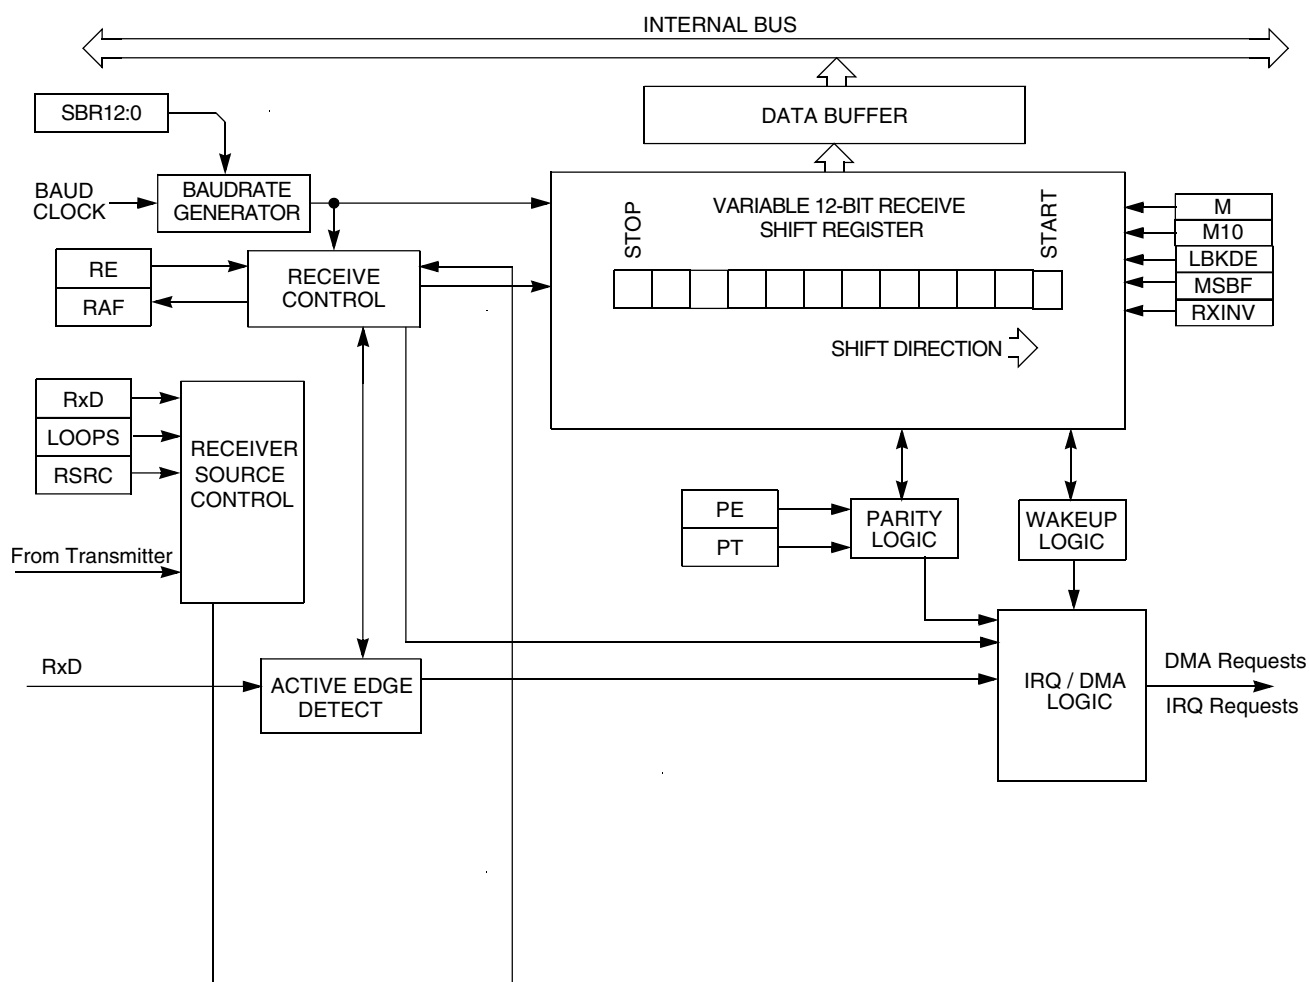 INTERNAL BUS
SBR12:0
DATA BUFFER
BAUD
CLOCK
BAUDRATE
GENERATOR
VARIABLE 12-BIT RECEIVE
SHIFT REGISTER
STOP
START
M
M10
LBKDE
MSBF
RXINV
RE
RAF
RECEIVE
CONTROL
SHIFT DIRECTION
RxD
LOOPS
RSRC
RECEIVER
SOURCE
CONTROL
From Transmitter
PE
PT
PARITY
LOGIC
WAKEUP
LOGIC
RxD
ACTIVE EDGE
DETECT
IRQ / DMA
LOGIC
DMA Requests
IRQ Requests